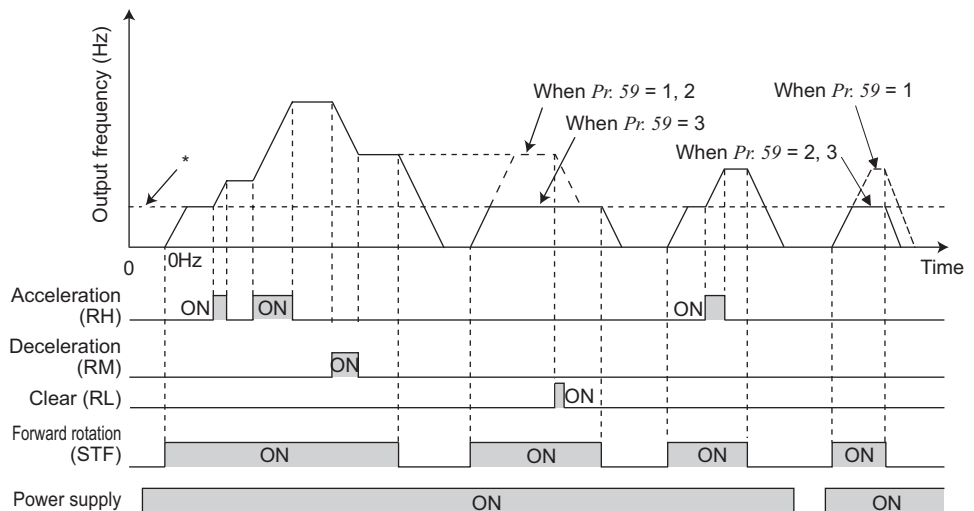 Output frequency (Hz)
*
When Pr. 59 = 1, 2
When Pr. 59 = 3
When Pr. 59 = 1
When Pr. 59 = 2, 3
0
0Hz
Time
Acceleration
(RH)
ON
ON
ON
Deceleration
(RM)
ON
Clear (RL)
ON
Forward rotation
(STF)
ON
ON
ON
ON
Power supply
ON
ON